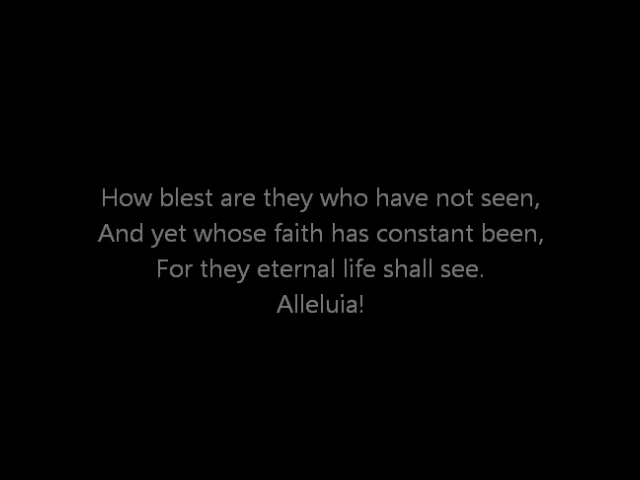 How blest are they who have not seen,
And yet whose faith has constant been,
For they eternal life shall see.
Alleluia!